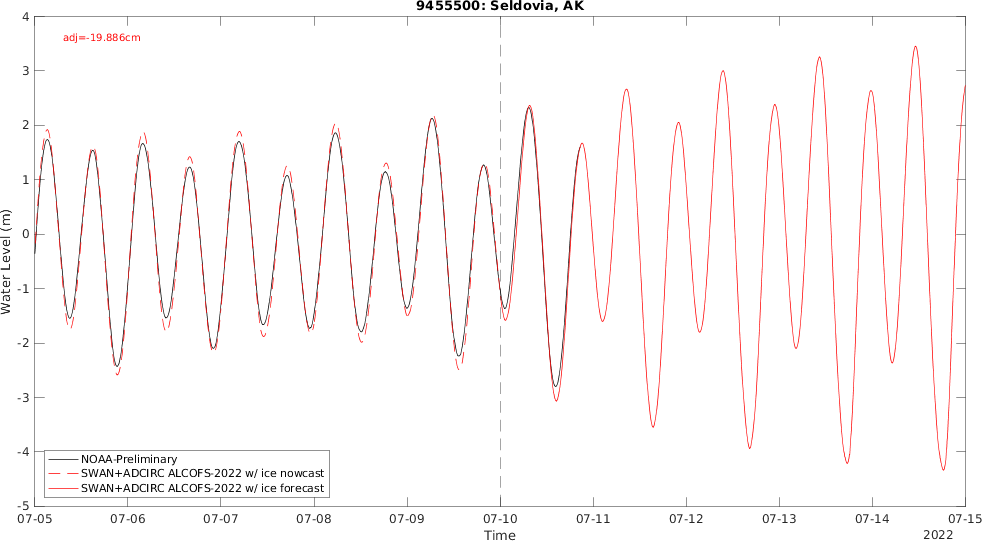 9455500: Seldovia, AK
adj=-19.886cm
Water Level (m)
4
3
2
1
0
-1
-2
-3
-4
-5
NOAA-Preliminary
SWAN+ADCIRC ALCOFS-2022 w/ ice nowcast
SWAN+ADCIRC ALCOFS-2022 w/ ice forecast
07-05 07-06 07-07 07-08 07-09 07-10 07-11 07-12 07-13 07-14 07-15
Time
2022